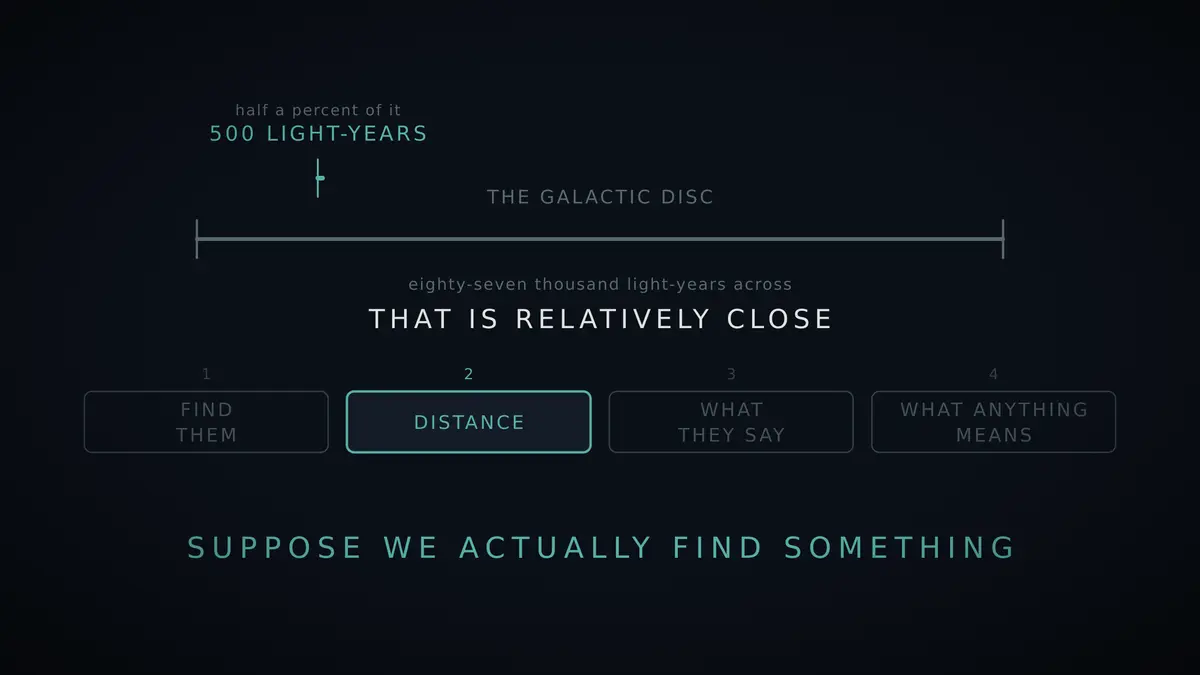 half a percent of it
500 LIGHT-YEARS
THE GALACTIC DISC
eighty-seven thousand light-years across
THAT IS RELATIVELY CLOSE
1
FIND
THEM
2
DISTANCE
3
WHAT
THEY SAY
4
WHAT ANYTHING
MEANS
SUPPOSE WE ACTUALLY FIND SOMETHING